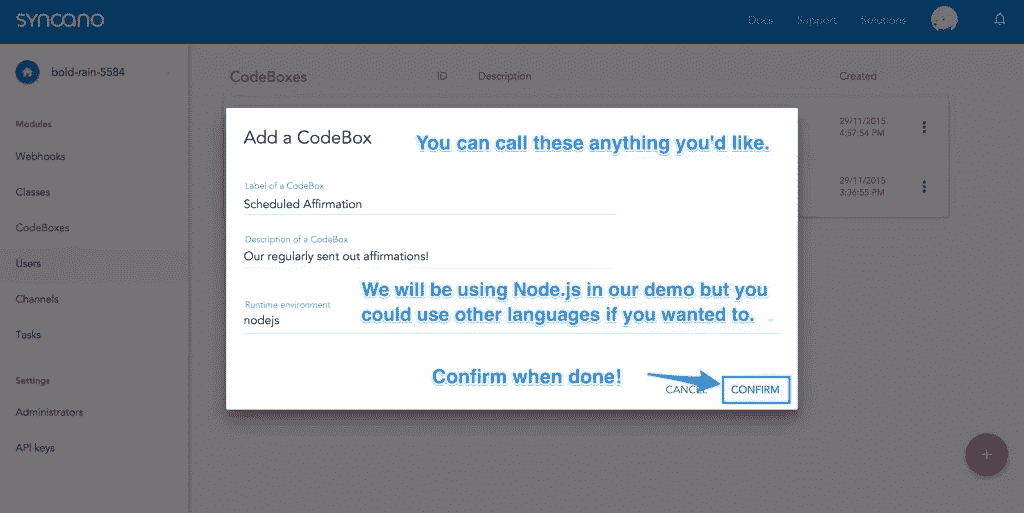 syncano
Docs Support Solutions
bold-rain-5584
CodeBoxes ID Description Created
Modules
Webhooks
Classes
CodeBoxes
Users
Channels
Tasks
Settings
Administrators
API keys
Add a CodeBox
You can call these anything you'd like.
Label of a CodeBox
Scheduled Affirmation
Description of a CodeBox
Our regularly sent out affirmations!
We will be using Node.js in our demo but you
could use other languages if you wanted to.
Runtime environment
nodejs
Confirm when done!
CANCEL CONFIRM
29/11/2015
4:57:54 PM
29/11/2015
3:36:55 PM